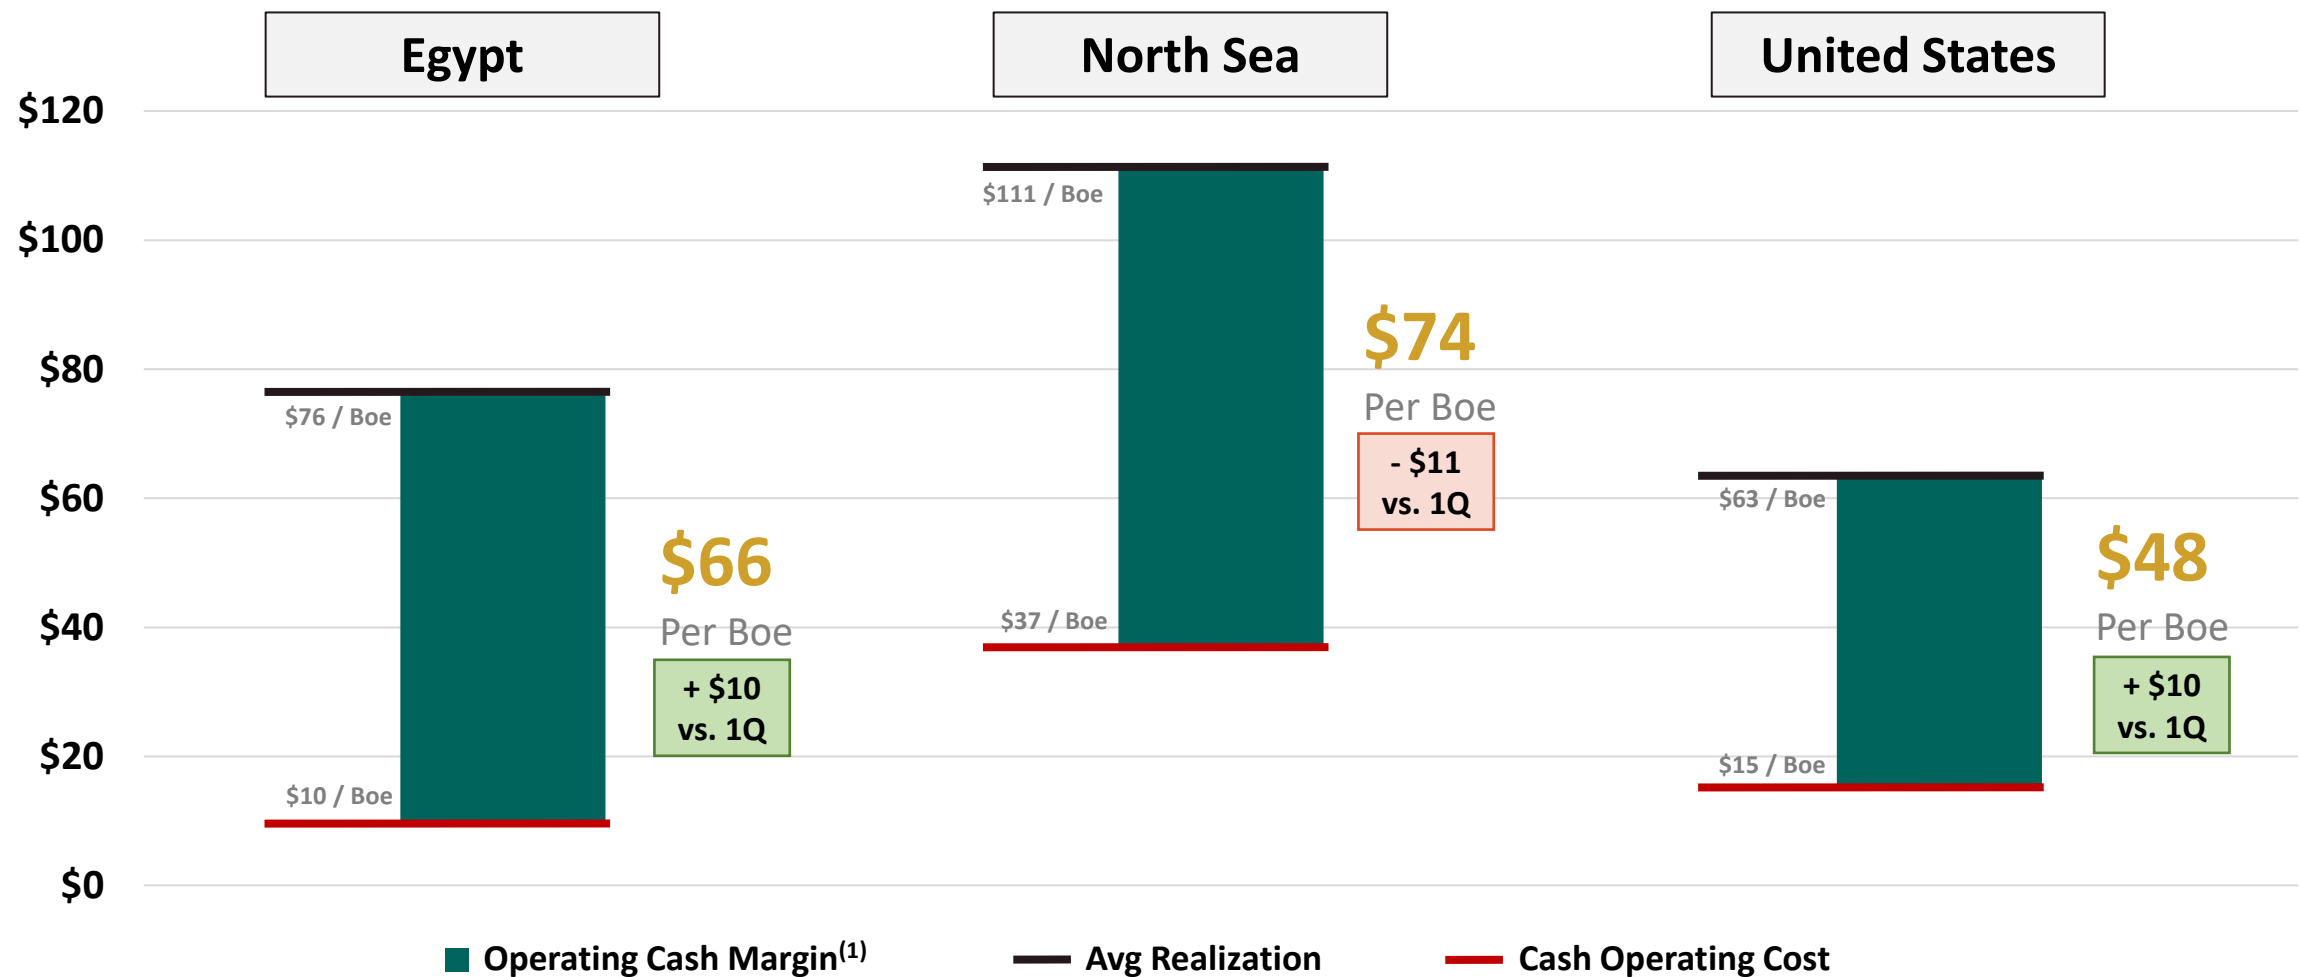 Egypt
North Sea
United States
$120
$100
$80
$60
$40
$20
$0
$76 / Boe
$10 / Boe
$66
Per Boe
+ $10
vs. 1Q
$111 / Boe
$37 / Boe
$74
Per Boe
- $11
vs. 1Q
$63 / Boe
$15 / Boe
$48
Per Boe
+ $10
vs. 1Q
Operating Cash Margin(1)
Avg Realization
Cash Operating Cost